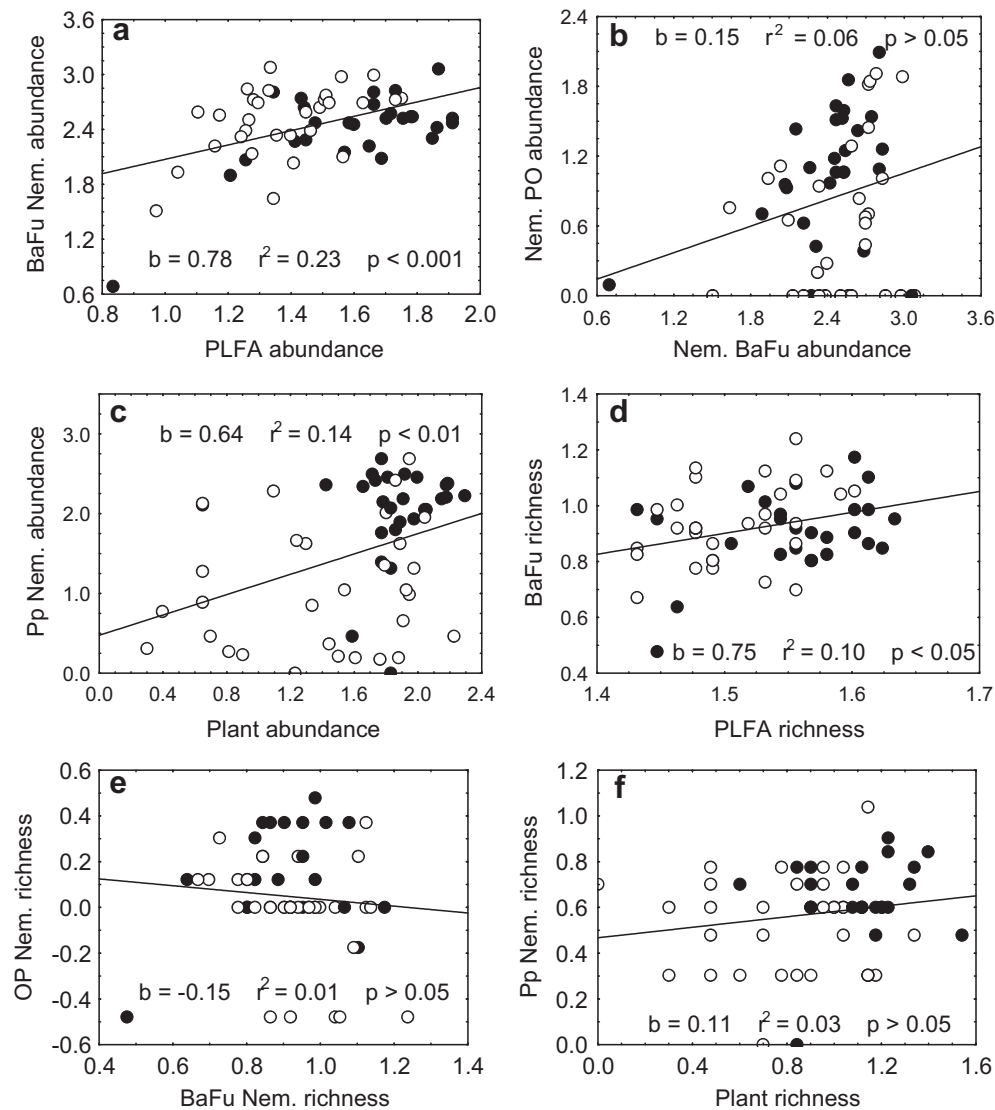 a
b = 0.78 r² = 0.23 p < 0.001
BaFu Nem. abundance
3.6
3.0
2.4
1.8
1.2
0.6
0.8 1.0 1.2 1.4 1.6 1.8 2.0
PLFA abundance
b
b = 0.15 r² = 0.06 p > 0.05
Nem. PO abundance
2.4
1.8
1.2
0.6
0.0
0.6 1.2 1.8 2.4 3.0 3.6
Nem. BaFu abundance
c
b = 0.64 r² = 0.14 p < 0.01
Pp Nem. abundance
3.0
2.0
1.0
0.0
0.0 0.4 0.8 1.2 1.6 2.0 2.4
Plant abundance
d
b = 0.75 r² = 0.10 p < 0.05
BaFu richness
1.4
1.2
1.0
0.8
0.6
0.4
1.4 1.5 1.6 1.7
PLFA richness
e
b = -0.15 r² = 0.01 p > 0.05
OP Nem. richness
0.6
0.4
0.2
0.0
-0.2
-0.4
-0.6
0.4 0.6 0.8 1.0 1.2 1.4
BaFu Nem. richness
f
b = 0.11 r² = 0.03 p > 0.05
Pp Nem. richness
1.2
1.0
0.8
0.6
0.4
0.2
0.0
0.0 0.4 0.8 1.2 1.6
Plant richness